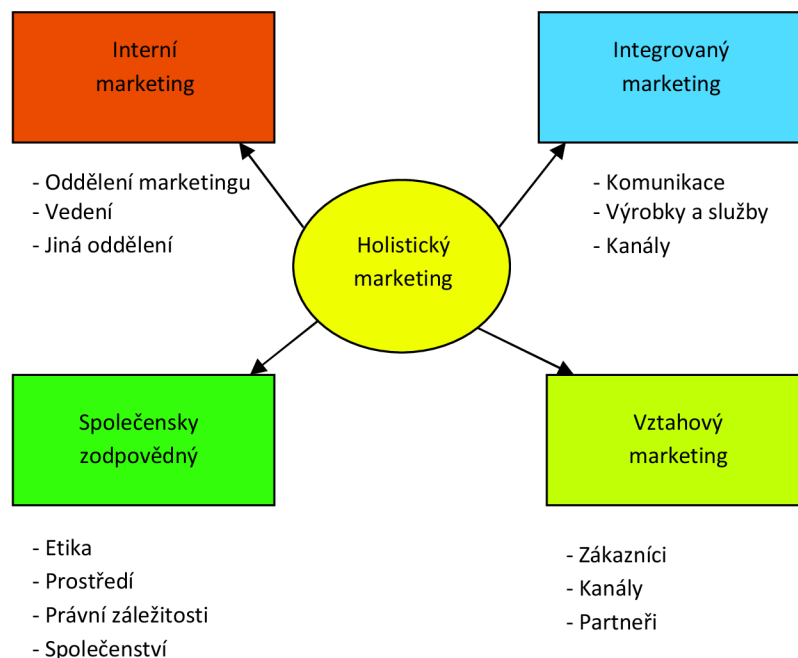 Interní
marketing
Integrovaný
marketing
- Oddělení marketingu
- Vedení
- Jiná oddělení
- Komunikace
- Výrobky a služby
- Kanály
Holistický
marketing
Společensky
zodpovědný
Vztahový
marketing
- Etika
- Prostředí
- Právní záležitosti
- Společenství
- Zákazníci
- Kanály
- Partneři